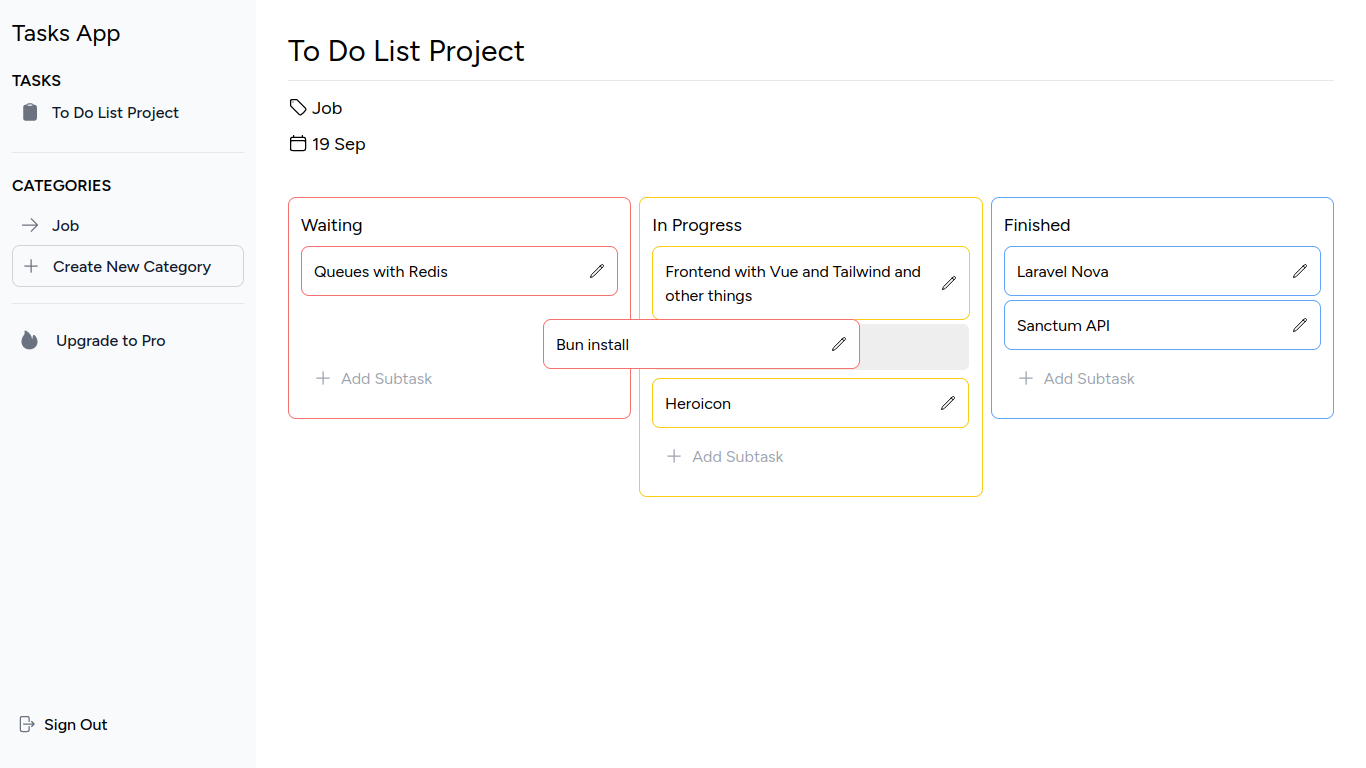 Tasks App
TASKS
To Do List Project
CATEGORIES
Job
Create New Category
Upgrade to Pro
Sign Out
To Do List Project
Job
19 Sep
Waiting
Queues with Redis
Bun install
Add Subtask
In Progress
Frontend with Vue and Tailwind and
other things
Heroicon
Add Subtask
Finished
Laravel Nova
Sanctum API
Add Subtask